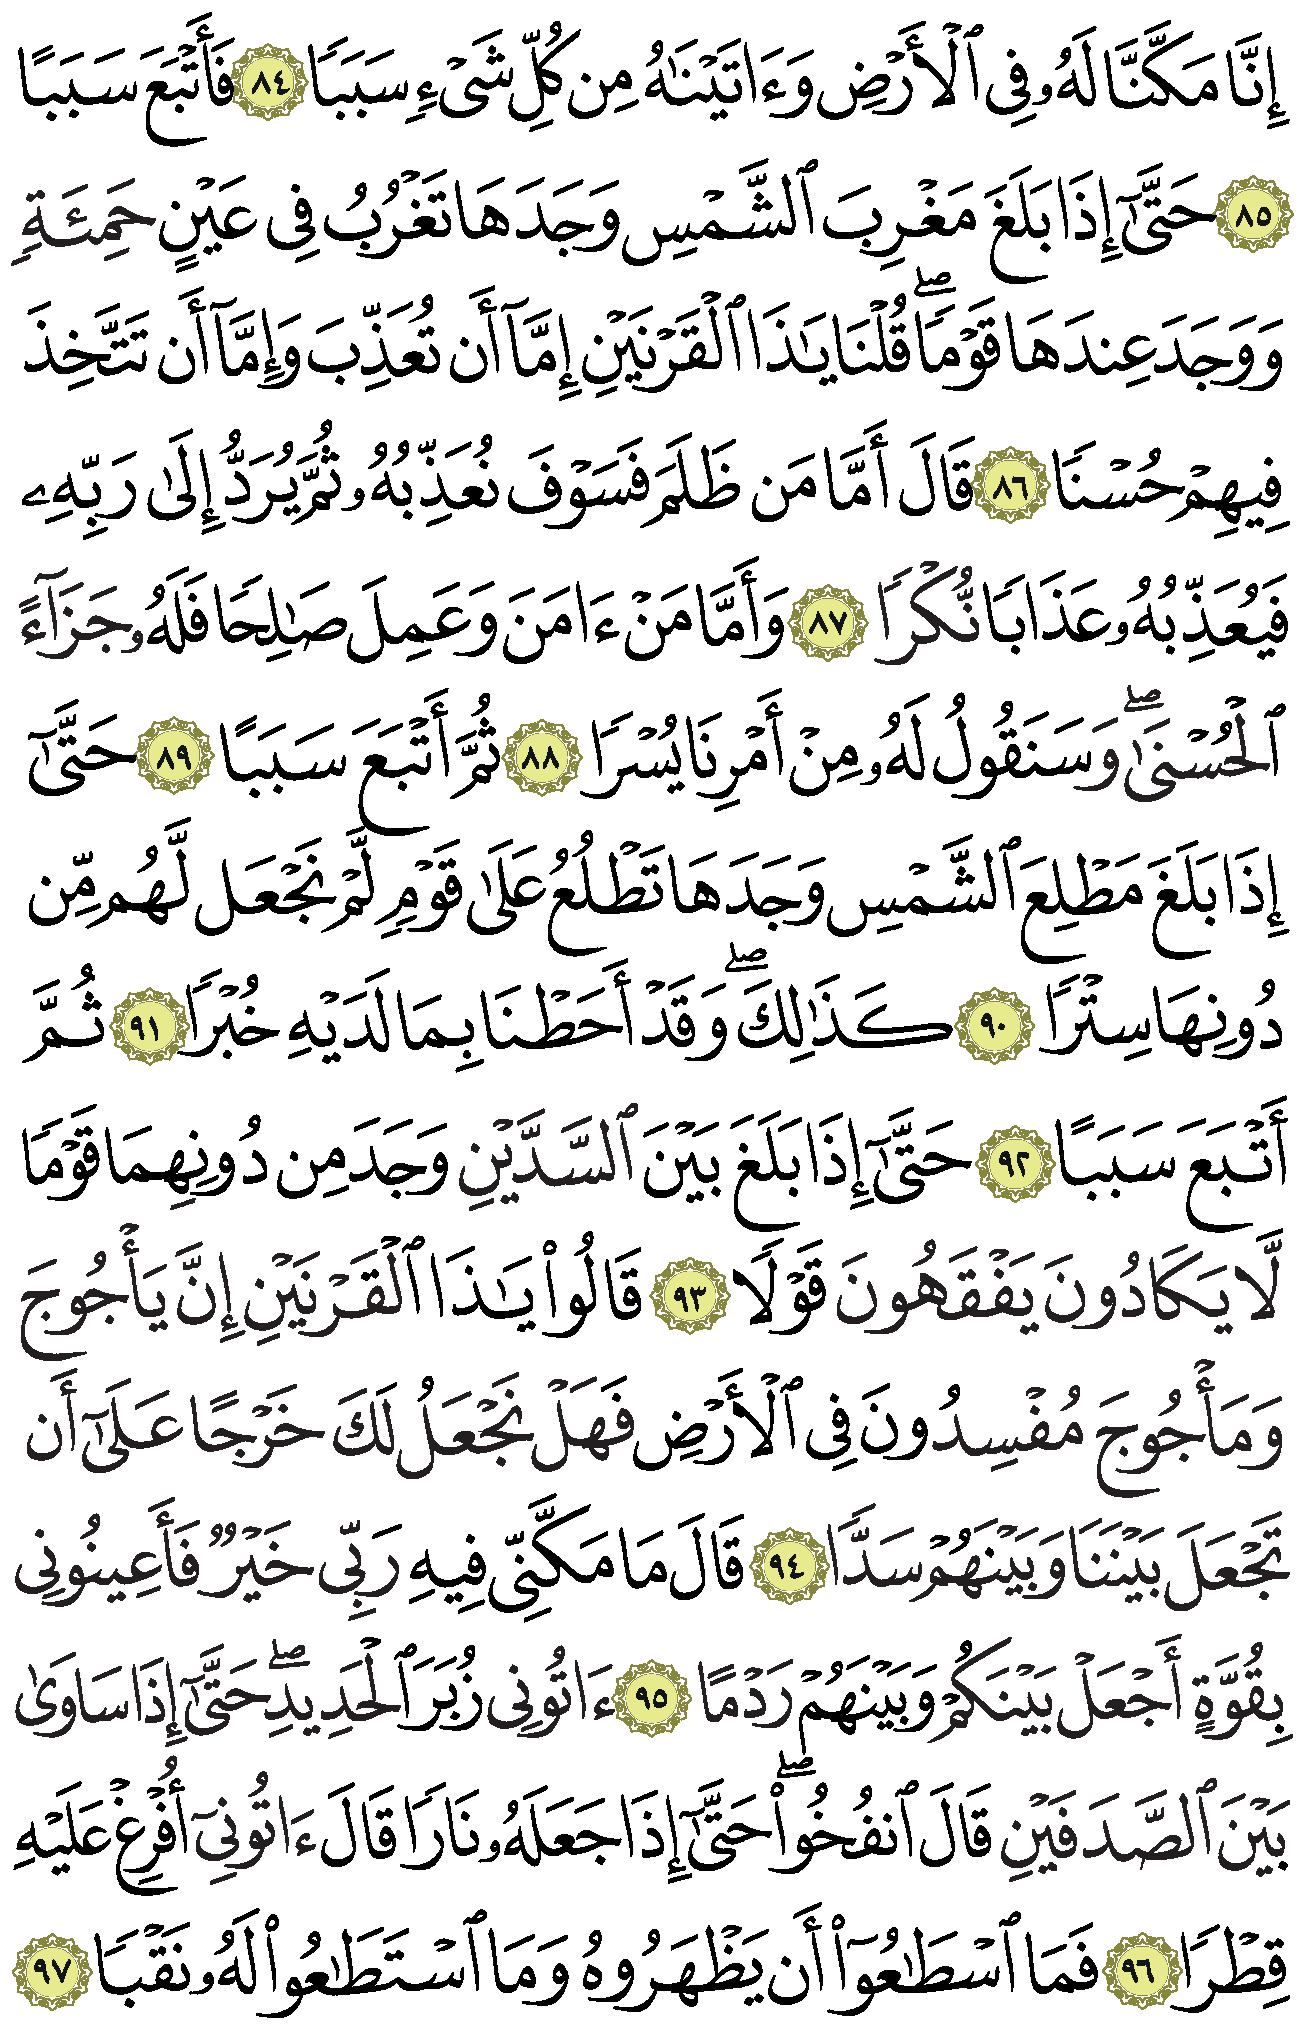 إِنَّا مَكَّنَّا لَهُۥ فِى ٱلْأَرْضِ وَءَاتَيْنَٰهُ مِن كُلِّ شَىْءٍ سَبَبًا ٨٤ فَأَتْبَعَ سَبَبًا
٨٥ حَتَّىٰٓ إِذَا بَلَغَ مَغْرِبَ ٱلشَّمْسِ وَجَدَهَا تَغْرُبُ فِى عَيْنٍ حَمِئَةٍ
وَوَجَدَ عِندَهَا قَوْمًا ۖ قُلْنَا يَٰذَا ٱلْقَرْنَيْنِ إِمَّآ أَن تُعَذِّبَ وَإِمَّآ أَن تَتَّخِذَ
فِيهِمْ حُسْنًا ٨٦ قَالَ أَمَّا مَن ظَلَمَ فَسَوْفَ نُعَذِّبُهُۥ ثُمَّ يُرَدُّ إِلَىٰ رَبِّهِۦ
فَيُعَذِّبُهُۥ عَذَابًا نُّكْرًا ٨٧ وَأَمَّا مَنْ ءَامَنَ وَعَمِلَ صَٰلِحًا فَلَهُۥ جَزَآءً
ٱلْحُسْنَىٰ ۖ وَسَنَقُولُ لَهُۥ مِنْ أَمْرِنَا يُسْرًا ٨٨ ثُمَّ أَتْبَعَ سَبَبًا ٨٩ حَتَّىٰٓ
إِذَا بَلَغَ مَطْلِعَ ٱلشَّمْسِ وَجَدَهَا تَطْلُعُ عَلَىٰ قَوْمٍ لَّمْ نَجْعَل لَّهُم مِّن
دُونِهَا سِتْرًا ٩٠ كَذَٰلِكَ ۖ وَقَدْ أَحَطْنَا بِمَا لَدَيْهِ خُبْرًا ٩١ ثُمَّ
أَتْبَعَ سَبَبًا ٩٢ حَتَّىٰٓ إِذَا بَلَغَ بَيْنَ ٱلسَّدَّيْنِ وَجَدَ مِن دُونِهِمَا قَوْمًا
لَّا يَكَادُونَ يَفْقَهُونَ قَوْلًا ٩٣ قَالُوا۟ يَٰذَا ٱلْقَرْنَيْنِ إِنَّ يَأْجُوجَ
وَمَأْجُوجَ مُفْسِدُونَ فِى ٱلْأَرْضِ فَهَلْ نَجْعَلُ لَكَ خَرْجًا عَلَىٰٓ أَن
تَجْعَلَ بَيْنَنَا وَبَيْنَهُمْ سَدًّا ٩٤ قَالَ مَا مَكَّنِّى فِيهِ رَبِّى خَيْرٌ فَأَعِينُونِى
بِقُوَّةٍ أَجْعَلْ بَيْنَكُمْ وَبَيْنَهُمْ رَدْمًا ٩٥ ءَاتُونِى زُبَرَ ٱلْحَدِيدِ ۖ حَتَّىٰٓ إِذَا سَاوَىٰ
بَيْنَ ٱلصَّدَفَيْنِ قَالَ ٱنفُخُوا۟ ۖ حَتَّىٰٓ إِذَا جَعَلَهُۥ نَارًا قَالَ ءَاتُونِىٓ أُفْرِغْ عَلَيْهِ
قِطْرًا ٩٦ فَمَا ٱسْطَٰعُوٓا۟ أَن يَظْهَرُوهُ وَمَا ٱسْتَطَٰعُوا۟ لَهُۥ نَقْبًا ٩٧